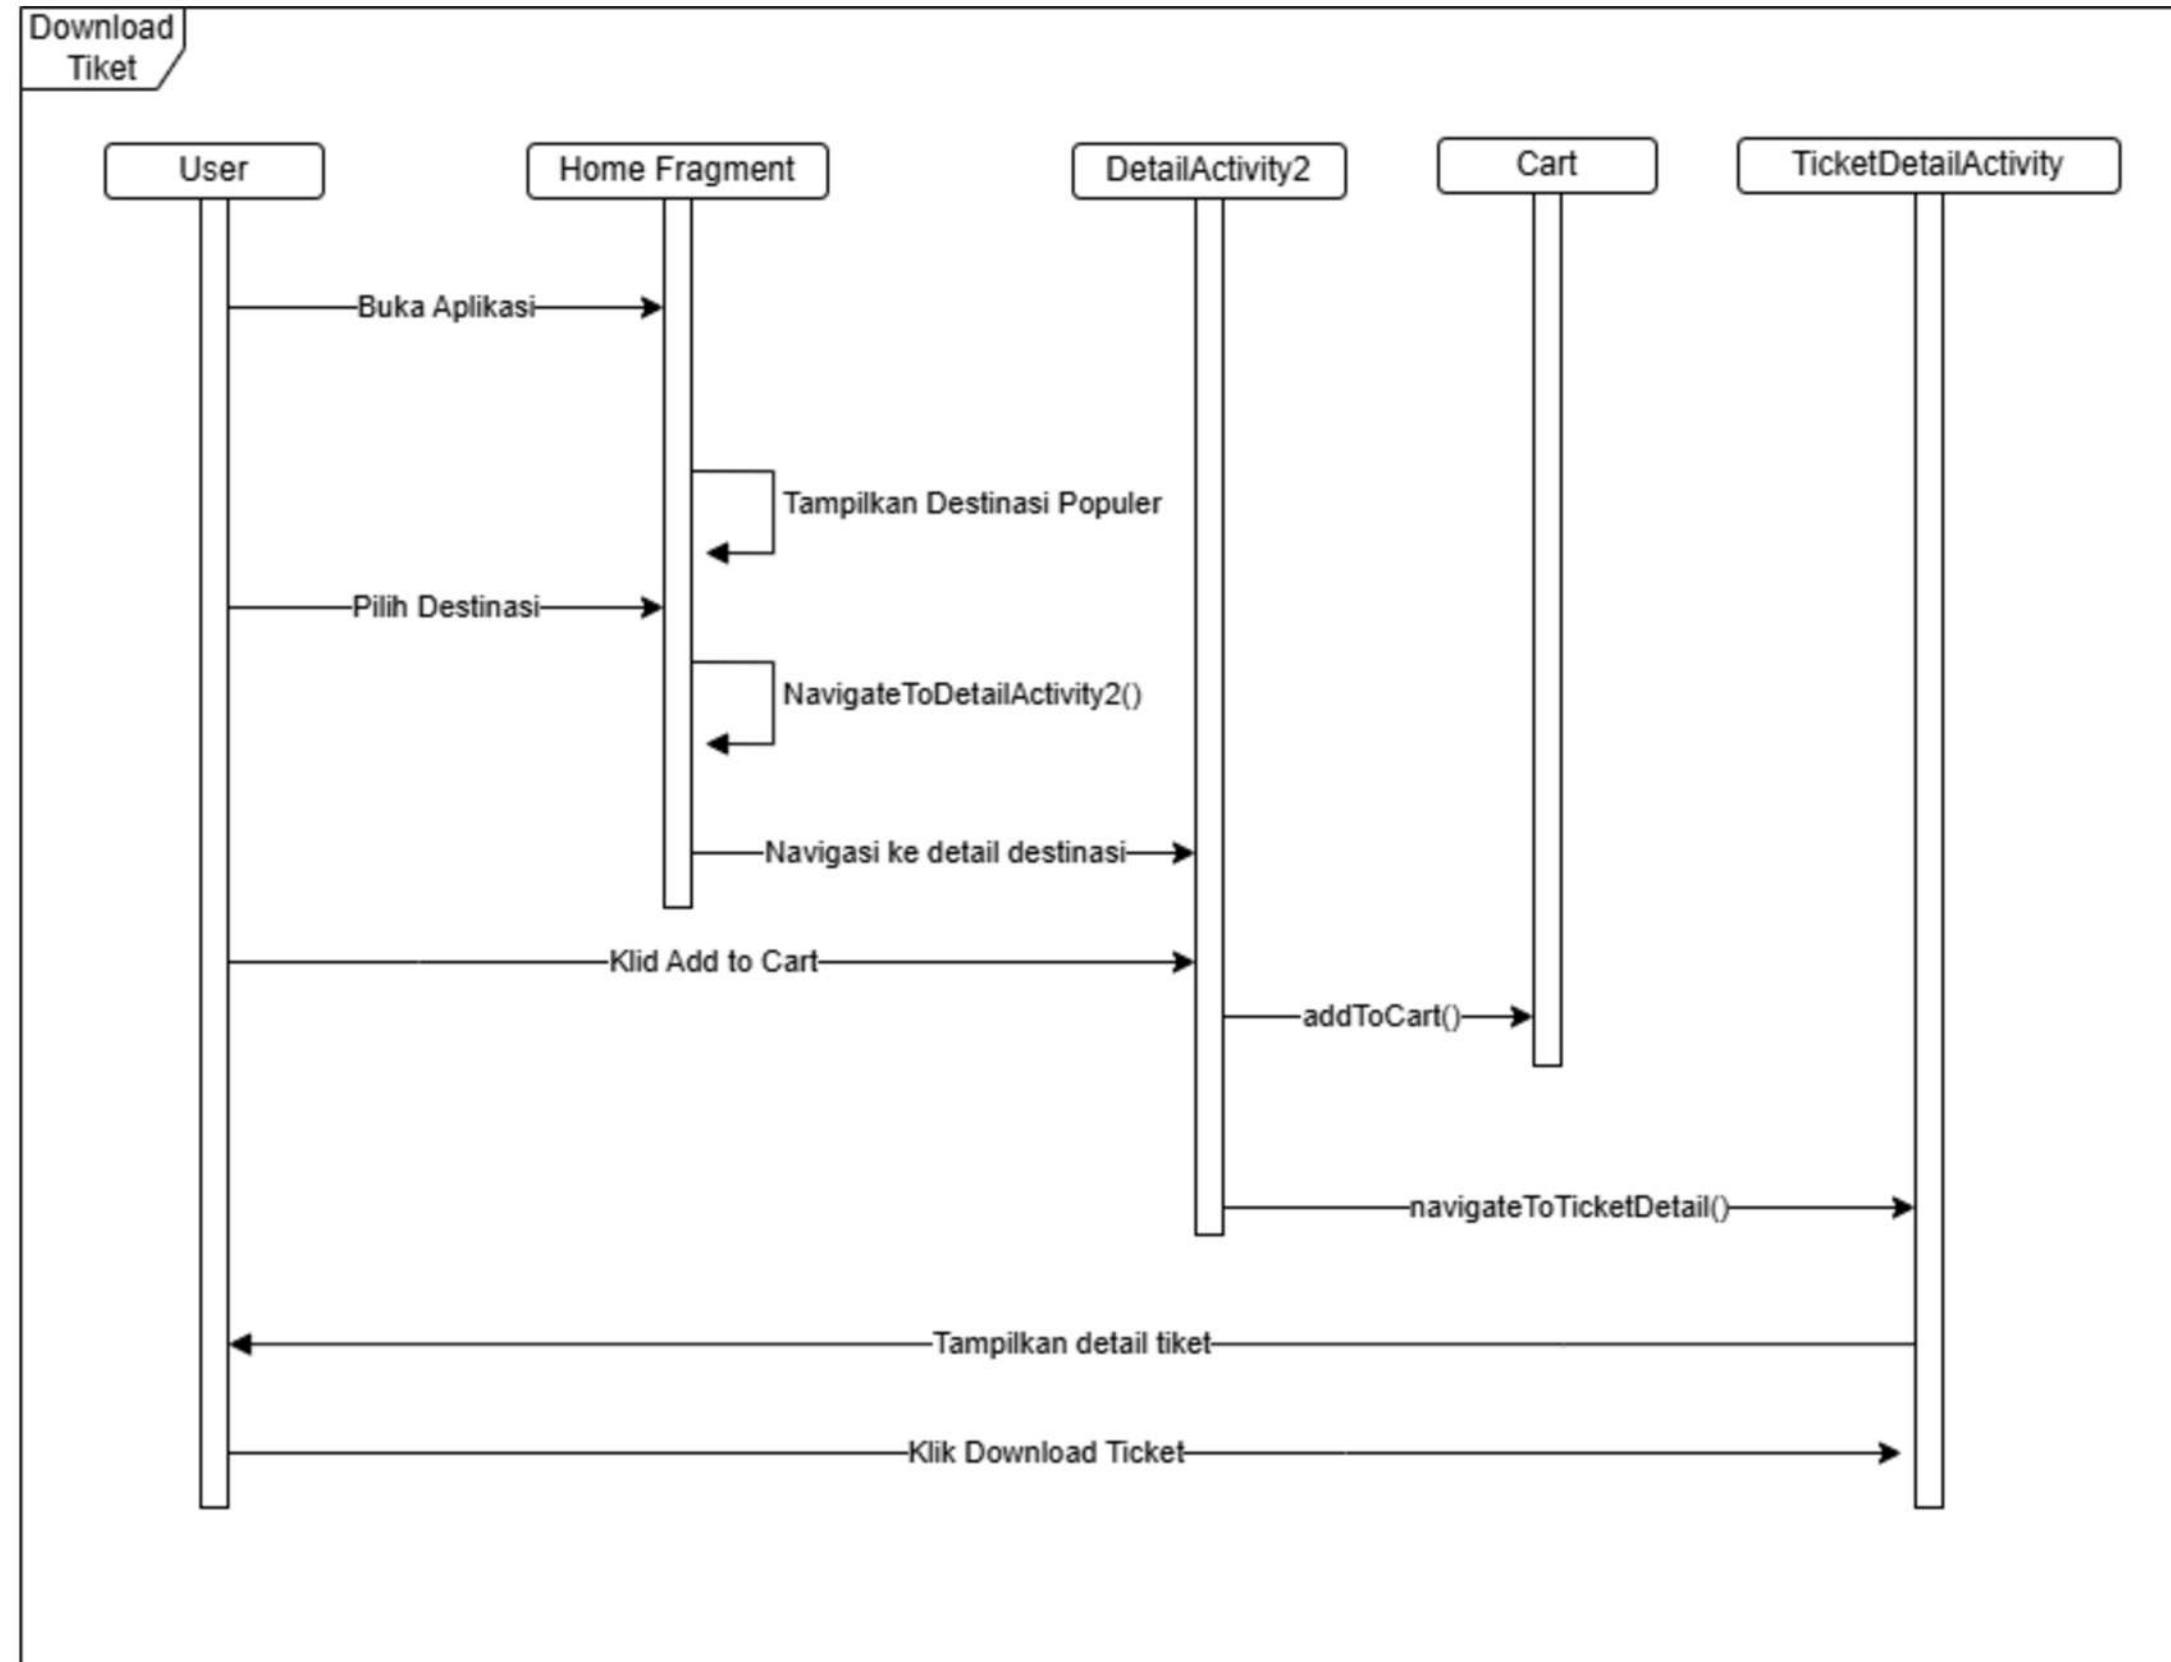 Download
Tiket
User
Home Fragment
DetailActivity2
Cart
TicketDetailActivity
Buka Aplikasi
Tampilkan Destinasi Populer
Pilih Destinasi
NavigateToDetailActivity2()
Navigasi ke detail destinasi
Klid Add to Cart
addToCart()
navigateToTicketDetail()
Tampilkan detail tiket
Klik Download Ticket